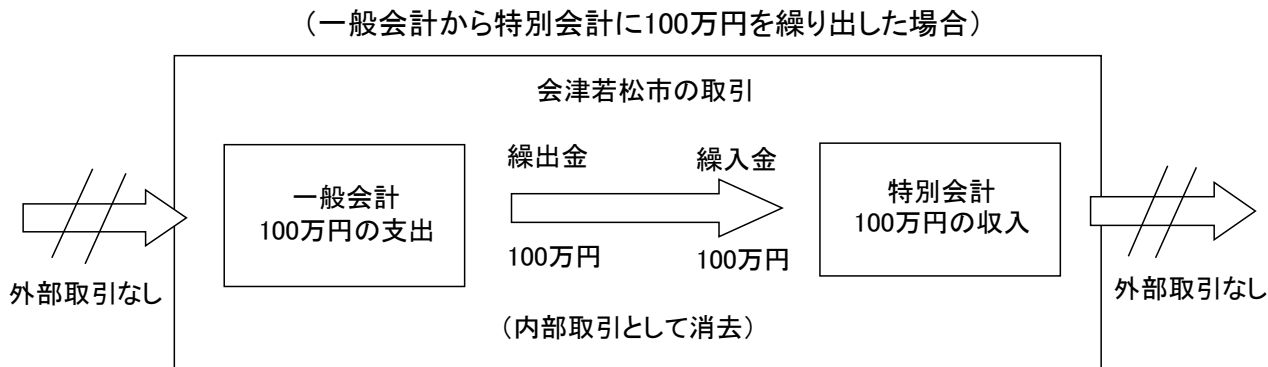 （一般会計から特別会計に100万円を繰り出した場合）
会津若松市の取引
繰出金
繰入金
一般会計
100万円の支出
特別会計
100万円の収入
100万円
100万円
外部取引なし
外部取引なし
（内部取引として消去）